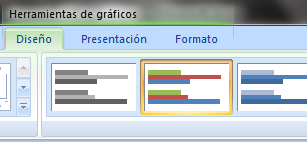 Herramientas de gráficos
Diseño Presentación Formato